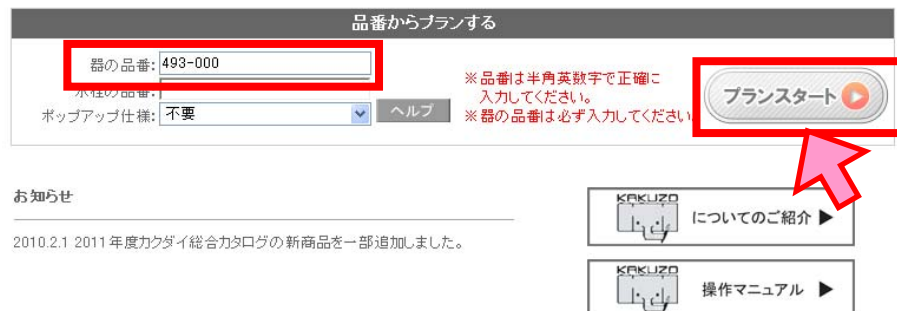 品番からプランする
器の品番: 493-000
水栓の品番:
ポップアップ仕様: 不要
ヘルプ
※品番は半角英数字で正確に
入力してください。
※器の品番は必ず入力してください
プランスタート
お知らせ
2010.2.1 2011年度カクダイ総合カタログの新商品を一部追加しました。
KAKUZO
についてのご紹介 ▶
KAKUZO
操作マニュアル ▶